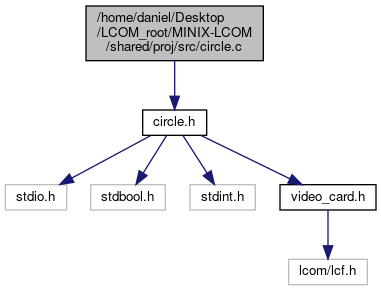 /home/daniel/Desktop
/LCOM_root/MINIX-LCOM
/shared/proj/src/circle.c
circle.h
stdio.h
stdbool.h
stdint.h
video_card.h
lcom/lcf.h